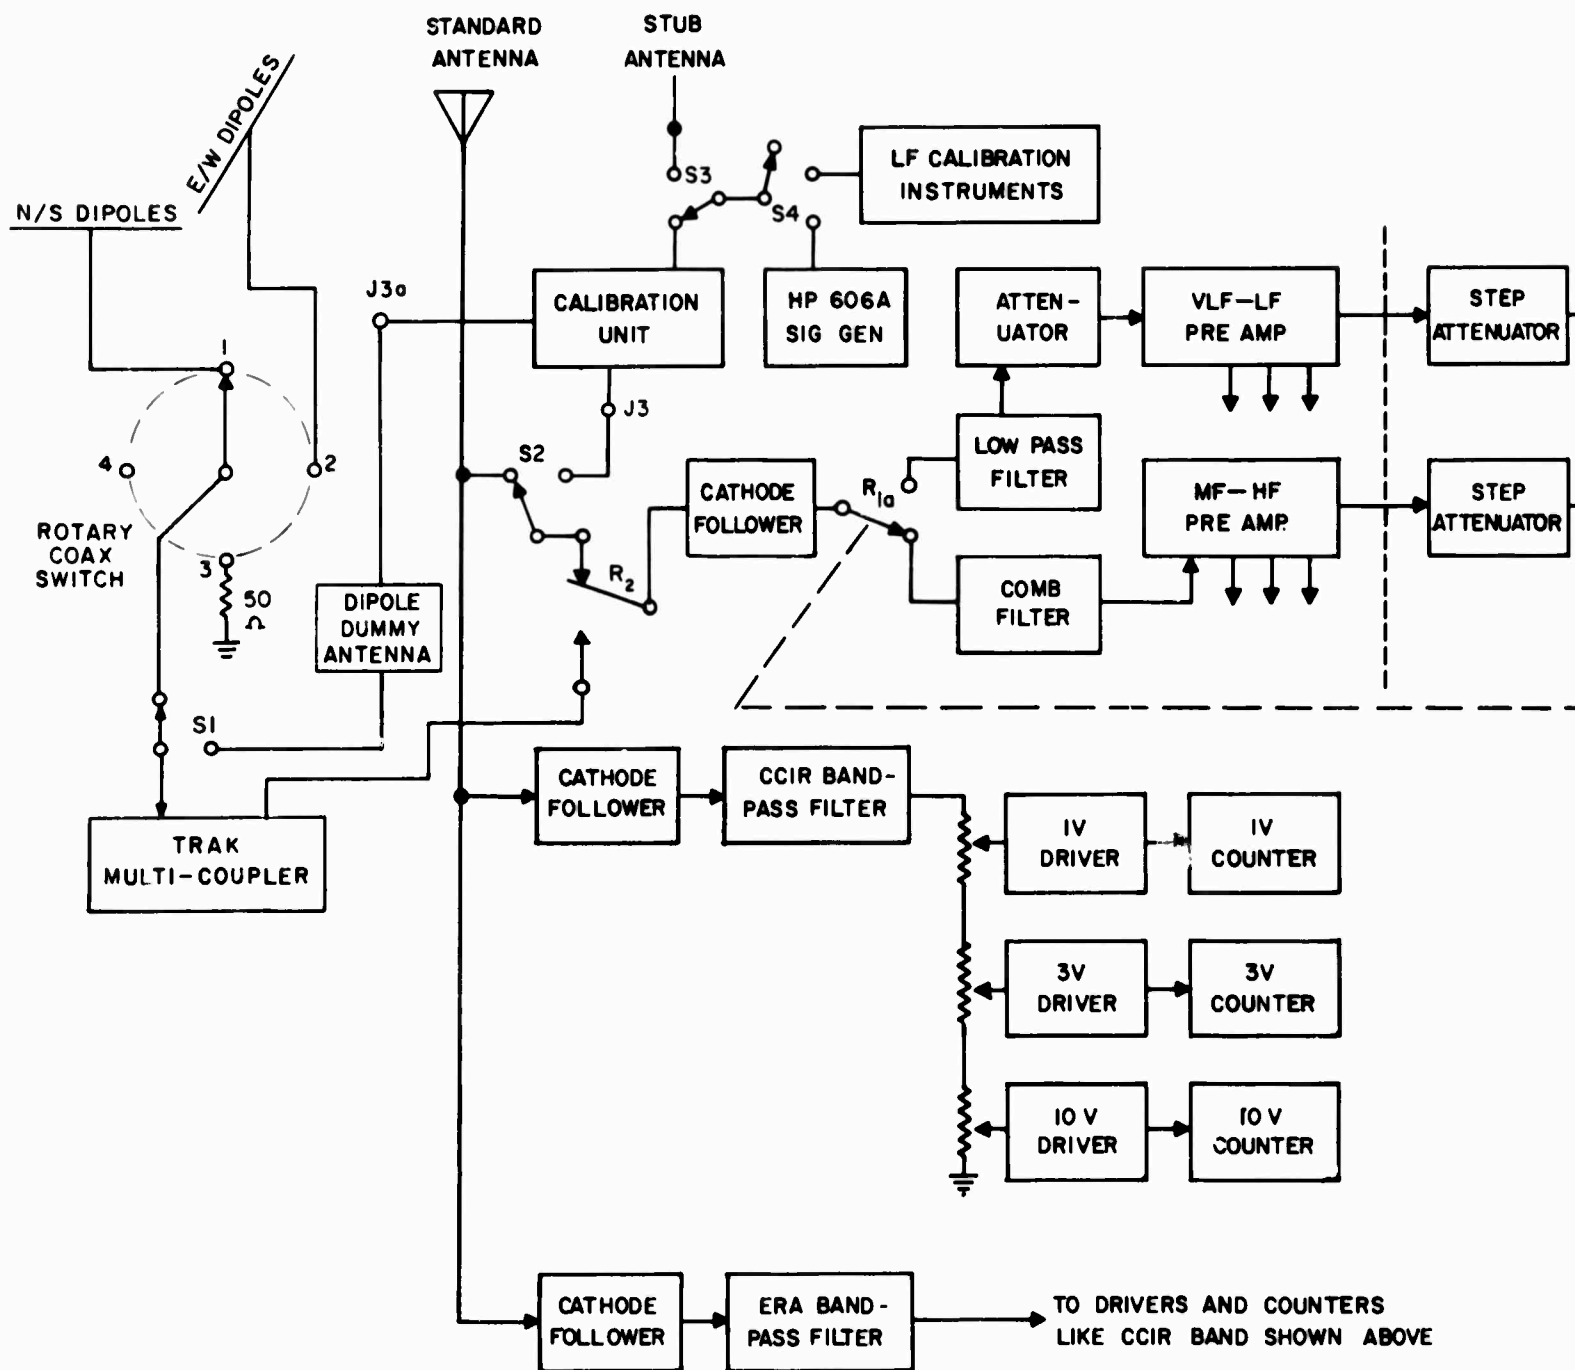 STANDARD
ANTENNA
STUB
ANTENNA
E/W DIPOLES
N/S DIPOLES
S3
S4
LF CALIBRATION
INSTRUMENTS
J3a
CALIBRATION
UNIT
HP 606A
SIG GEN
ATTEN-
UATOR
VLF-LF
PRE AMP
STEP
ATTENUATOR
1
J3
4
2
S2
CATHODE
FOLLOWER
R1a
LOW PASS
FILTER
MF-HF
PRE AMP.
STEP
ATTENUATOR
ROTARY
COAX
SWITCH
3
50
Ω
DIPOLE
DUMMY
ANTENNA
R2
COMB
FILTER
S1
TRAK
MULTI-COUPLER
CATHODE
FOLLOWER
CCIR BAND-
PASS FILTER
1V
DRIVER
1V
COUNTER
3V
DRIVER
3V
COUNTER
10 V
DRIVER
10 V
COUNTER
CATHODE
FOLLOWER
ERA BAND-
PASS FILTER
TO DRIVERS AND COUNTERS
LIKE CCIR BAND SHOWN ABOVE